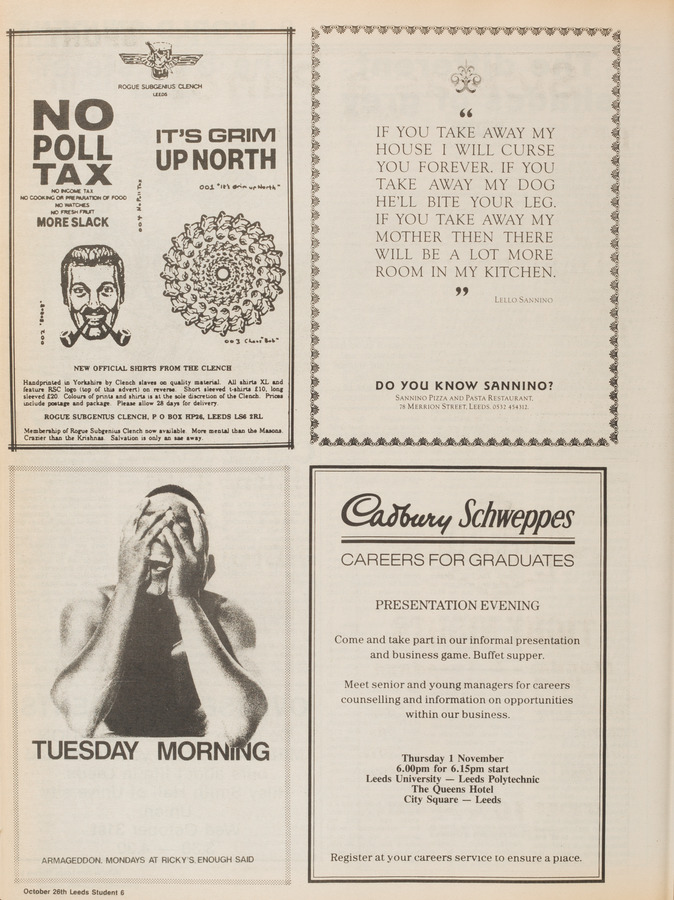 ROGUE SUBGENIUS CLENCH
LEEDS
NO
POLL
TAX
NO INCOME TAX
NO COOKING OR PREPARATION OF FOOD
NO WATCHES
NO FRESH FRUIT
MORE SLACK
IT'S GRIM
UP NORTH
001 "It's Grim up North"
003 Chaos "Bob"
NEW OFFICIAL SHIRTS FROM THE CLENCH
Handprinted in Yorkshire by Clench slaves on quality material. All shirts XL and
feature RSC logo (top of this advert) on reverse. Short sleeved t-shirts £10, long
sleeved £20. Colours of prints and shirts is at the sole discretion of the Clench. Prices
include postage and package. Please allow 28 days for delivery.
ROGUE SUBGENIUS CLENCH, P O BOX HP26, LEEDS LS6 2RL
Membership of Rogue Subgenius Clench now available. More mental than the Masons.
Crazier than the Krishnas. Salvation is only an sae away.
“
IF YOU TAKE AWAY MY
HOUSE I WILL CURSE
YOU FOREVER. IF YOU
TAKE AWAY MY DOG
HE'LL BITE YOUR LEG.
IF YOU TAKE AWAY MY
MOTHER THEN THERE
WILL BE A LOT MORE
ROOM IN MY KITCHEN.
”
LELLO SANNINO
DO YOU KNOW SANNINO?
SANNINO PIZZA AND PASTA RESTAURANT,
78 MERRION STREET, LEEDS. 0532 454312.
TUESDAY MORNING
ARMAGEDDON. MONDAYS AT RICKY'S, ENOUGH SAID
Cadbury Schweppes
CAREERS FOR GRADUATES
PRESENTATION EVENING
Come and take part in our informal presentation
and business game. Buffet supper.
Meet senior and young managers for careers
counselling and information on opportunities
within our business.
Thursday 1 November
6.00pm for 6.15pm start
Leeds University — Leeds Polytechnic
The Queens Hotel
City Square — Leeds
Register at your careers service to ensure a place.
October 26th Leeds Student 6